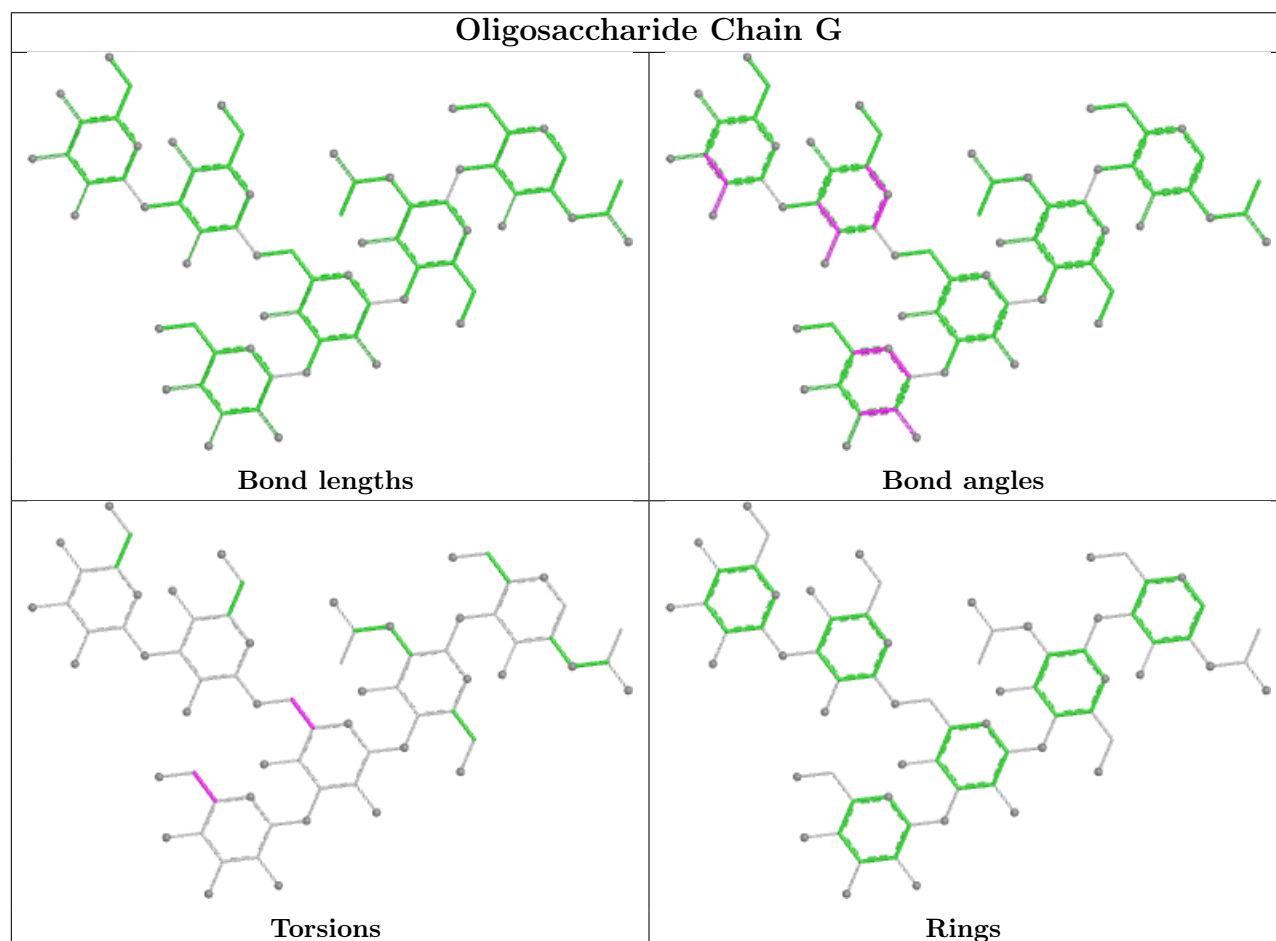 Oligosaccharide Chain G
Bond lengths
Bond angles
Torsions
Rings